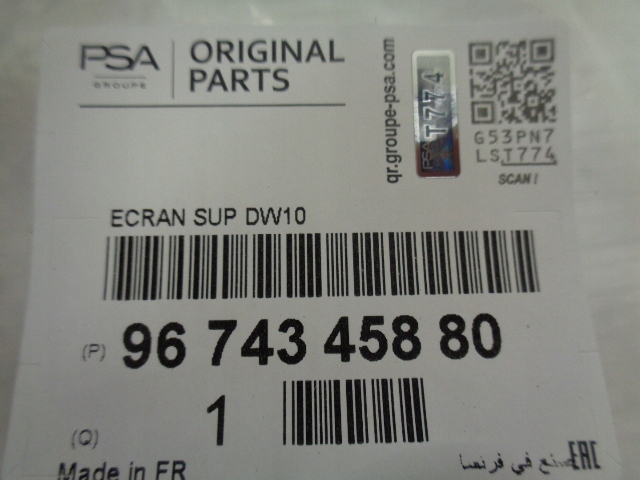 PSA
GROUPE
ORIGINAL
PARTS
qr.groupe-psa.com
PSA T774
G53PN7
LST774
SCAN!
ECRAN SUP DW10
(P) 96 743 458 80
(Q) 1
Made in FR
صنع في فرنسا
EAC